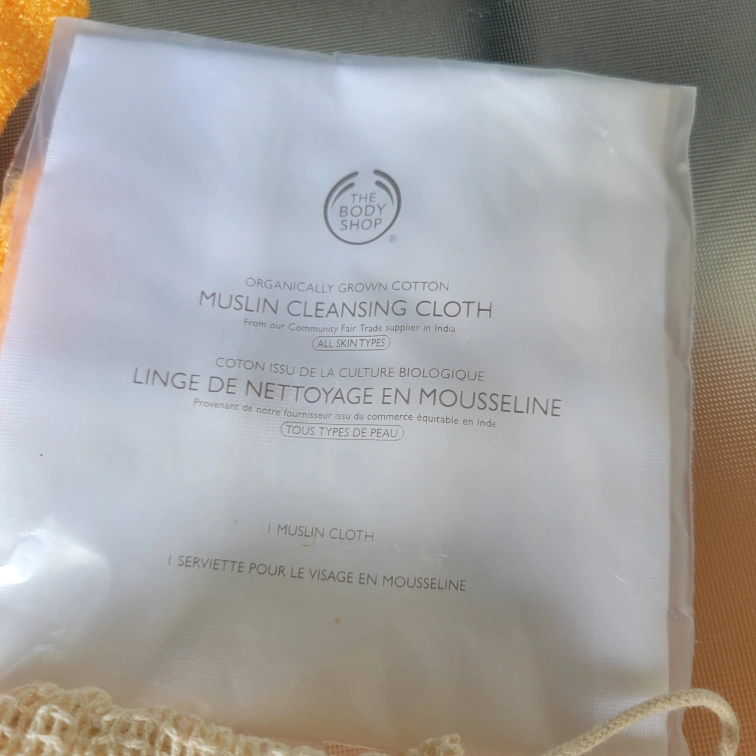 THE
BODY
SHOP
®
ORGANICALLY GROWN COTTON
MUSLIN CLEANSING CLOTH
From our Community Fair Trade supplier in India
ALL SKIN TYPES
COTON ISSU DE LA CULTURE BIOLOGIQUE
LINGE DE NETTOYAGE EN MOUSSELINE
Provenant de notre fournisseur issu du commerce équitable en Inde
TOUS TYPES DE PEAU
1 MUSLIN CLOTH
1 SERVIETTE POUR LE VISAGE EN MOUSSELINE